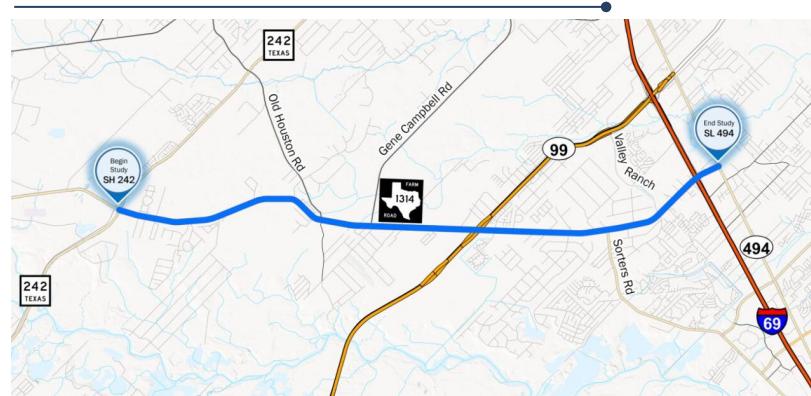 242
TEXAS
Old Houston Rd
Gene Campbell Rd
99
Valley
Ranch
End Study
SL 494
Begin
Study
SH 242
FARM
1314
ROAD
Sorters Rd
494
242
TEXAS
69